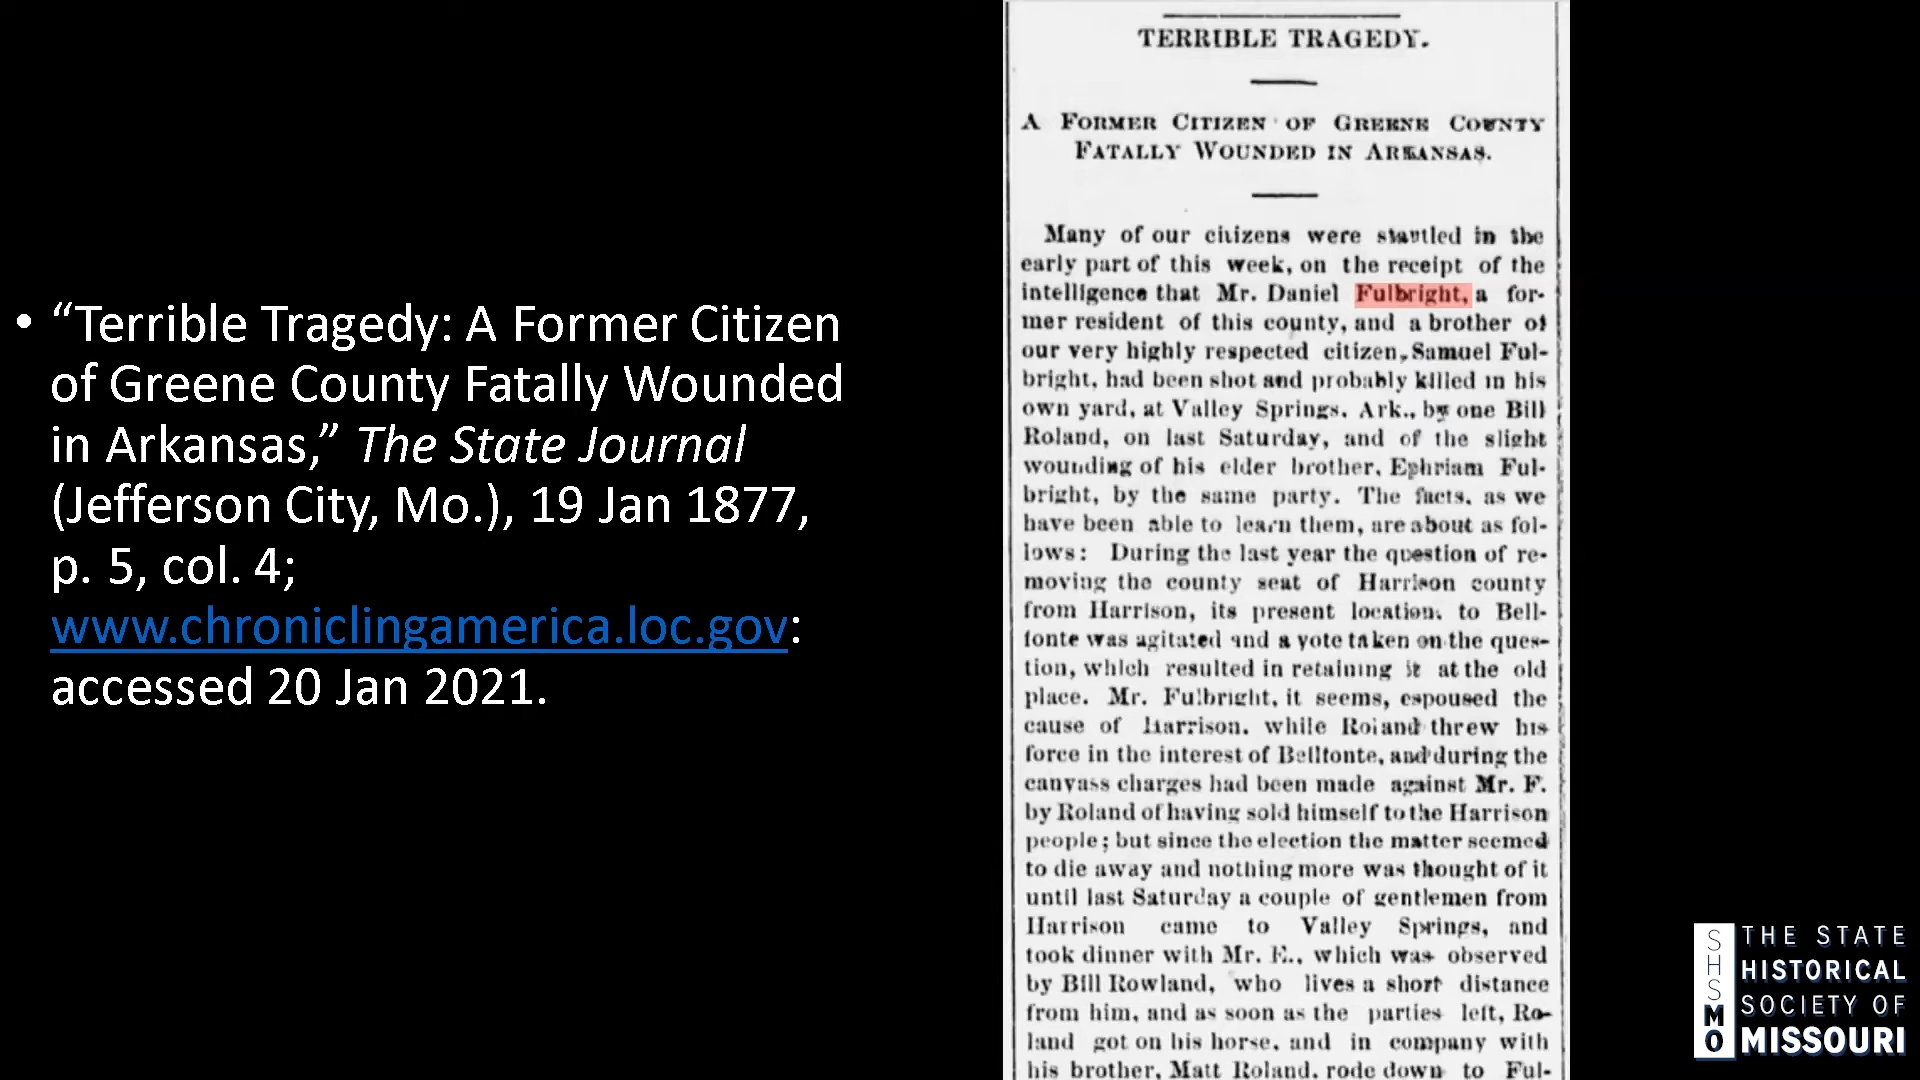 • “Terrible Tragedy: A Former Citizen
of Greene County Fatally Wounded
in Arkansas,” The State Journal
(Jefferson City, Mo.), 19 Jan 1877,
p. 5, col. 4;
www.chroniclingamerica.loc.gov:
accessed 20 Jan 2021.
TERRIBLE TRAGEDY.
A FORMER CITIZEN OF GREENE COUNTY
FATALLY WOUNDED IN ARKANSAS.
Many of our citizens were startled in the
early part of this week, on the receipt of the
intelligence that Mr. Daniel Fulbright, a for-
mer resident of this county, and a brother of
our very highly respected citizen, Samuel Ful-
bright, had been shot and probably killed in his
own yard, at Valley Springs, Ark., by one Bill
Roland, on last Saturday, and of the slight
wounding of his elder brother, Ephriam Ful-
bright, by the same party. The facts, as we
have been able to learn them, are about as fol-
lows: During the last year the question of re-
moving the county seat of Harrison county
from Harrison, its present location, to Bell-
fonte was agitated and a vote taken on the ques-
tion, which resulted in retaining it at the old
place. Mr. Fulbright, it seems, espoused the
cause of Harrison, while Roland threw his
force in the interest of Bellfonte, and during the
canvass charges had been made against Mr. F.
by Roland of having sold himself to the Harrison
people; but since the election the matter seemed
to die away and nothing more was thought of it
until last Saturday a couple of gentlemen from
Harrison came to Valley Springs, and
took dinner with Mr. F., which was observed
by Bill Rowland, who lives a short distance
from him, and as soon as the parties left, Ro-
land got on his horse, and in company with
his brother, Matt Roland, rode down to Ful-
SHSMO
THE STATE
HISTORICAL
SOCIETY OF
MISSOURI